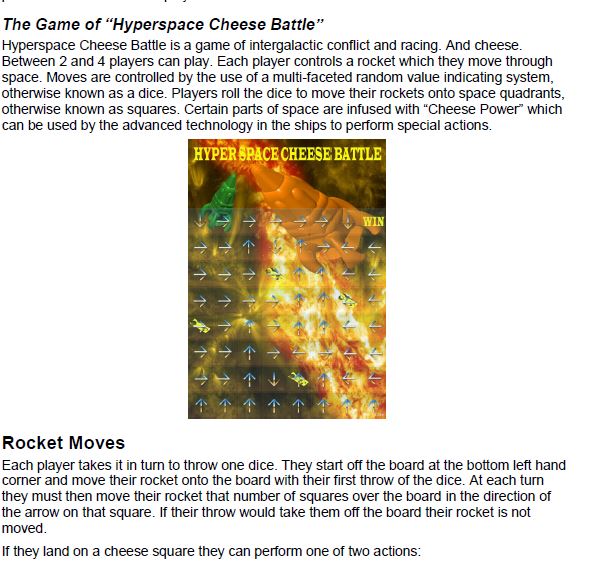 The Game of “Hyperspace Cheese Battle”
Hyperspace Cheese Battle is a game of intergalactic conflict and racing. And cheese.
Between 2 and 4 players can play. Each player controls a rocket which they move through
space. Moves are controlled by the use of a multi-faceted random value indicating system,
otherwise known as a dice. Players roll the dice to move their rockets onto space quadrants,
otherwise known as squares. Certain parts of space are infused with “Cheese Power” which
can be used by the advanced technology in the ships to perform special actions.
HYPER SPACE CHEESE BATTLE
WIN
Rocket Moves
Each player takes it in turn to throw one dice. They start off the board at the bottom left hand
corner and move their rocket onto the board with their first throw of the dice. At each turn
they must then move their rocket that number of squares over the board in the direction of
the arrow on that square. If their throw would take them off the board their rocket is not
moved.
If they land on a cheese square they can perform one of two actions: